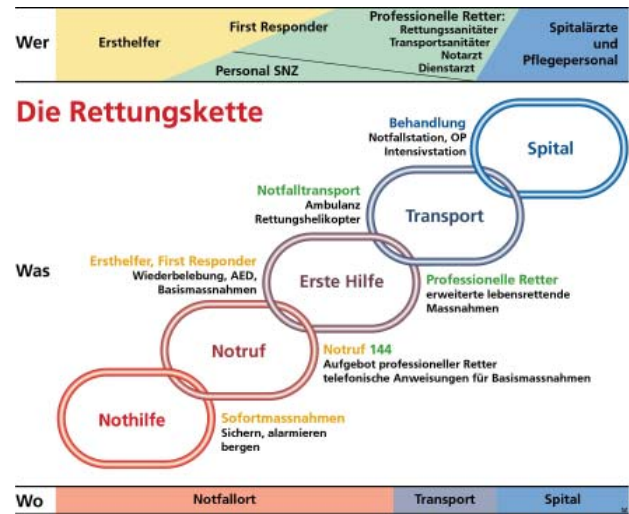 Wer
Ersthelfer
First Responder
Personal SNZ
Professionelle Retter:
Rettungssanitäter
Transportsanitäter
Notarzt
Dienstarzt
Spitalärzte
und
Pflegepersonal
Die Rettungskette
Behandlung
Notfallstation, OP
Intensivstation
Spital
Notfalltransport
Ambulanz
Rettungshelikopter
Transport
Was
Ersthelfer, First Responder
Wiederbelebung, AED,
Basismassnahmen
Erste Hilfe
Professionelle Retter
erweiterte lebensrettende
Massnahmen
Notruf
Notruf 144
Aufgebot professioneller Retter
telefonische Anweisungen für Basismassnahmen
Nothilfe
Sofortmassnahmen
Sichern, alarmieren
bergen
Wo
Notfallort
Transport
Spital